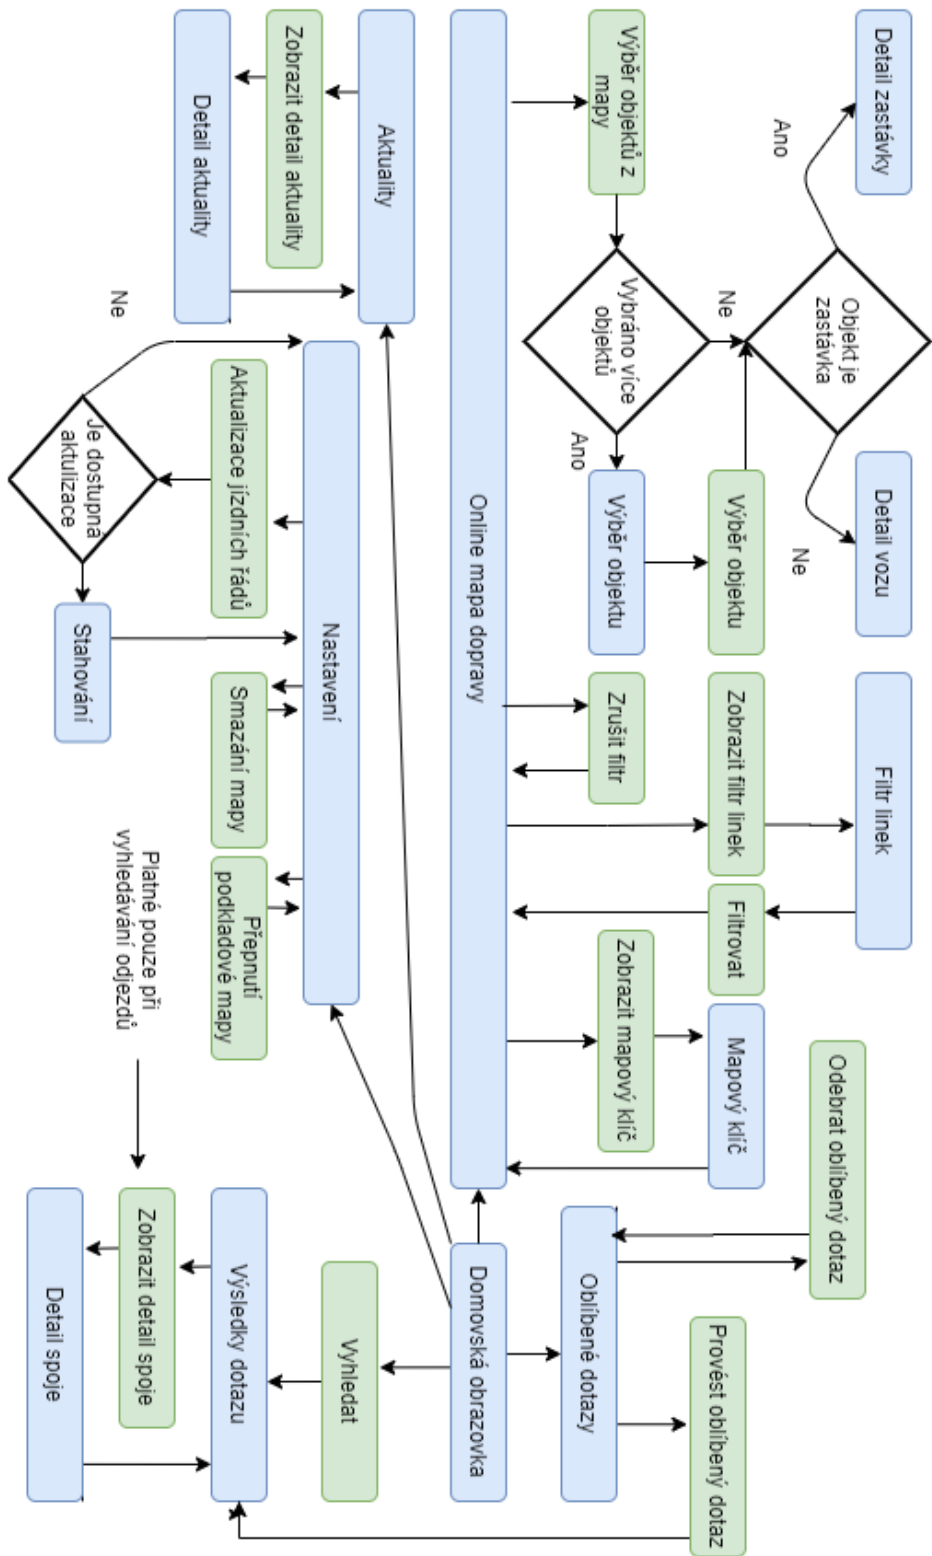 Detail zastávky
Ano
Objekt je
zastávka
Ne
Detail vozu
Výběr objektů z
mapy
Vybráno více
objektů
Ne
Ano
Výběr objektu
Výběr objektu
Zrušit filtr
Zobrazit filtr linek
Filtr linek
Filtrovat
Zobrazit mapový klíč
Mapový klíč
Odebrat oblíbený dotaz
Online mapa dopravy
Domovská obrazovka
Oblíbené dotazy
Provést oblíbený dotaz
Aktuality
Zobrazit detail aktuality
Detail aktuality
Nastavení
Aktualizace jízdních řádů
Smazání mapy
Přepnutí
podkladové mapy
Ne
Je dostupná
aktulizace
Stahování
Vyhledat
Výsledky dotazu
Zobrazit detail spoje
Detail spoje
Platné pouze při
vyhledávání odjezdů